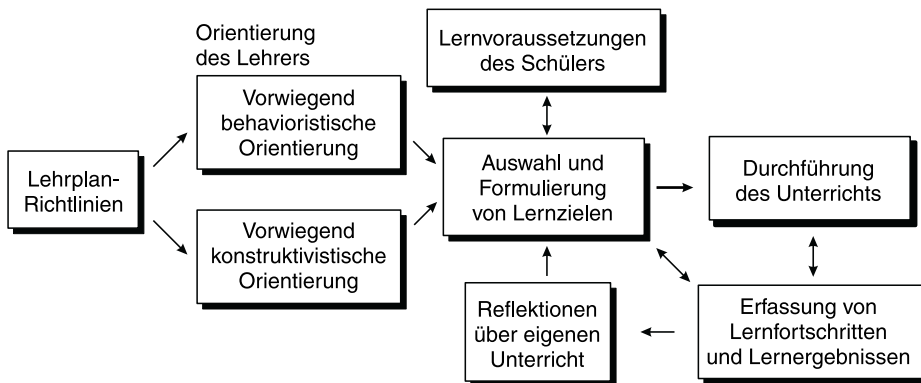 Orientierung
des Lehrers
Lernvoraussetzungen
des Schülers
Vorwiegend
behavioristische
Orientierung
Lehrplan-
Richtlinien
Auswahl und
Formulierung
von Lernzielen
Durchführung
des Unterrichts
Vorwiegend
konstruktivistische
Orientierung
Reflektionen
über eigenen
Unterricht
Erfassung von
Lernfortschritten
und Lernergebnissen